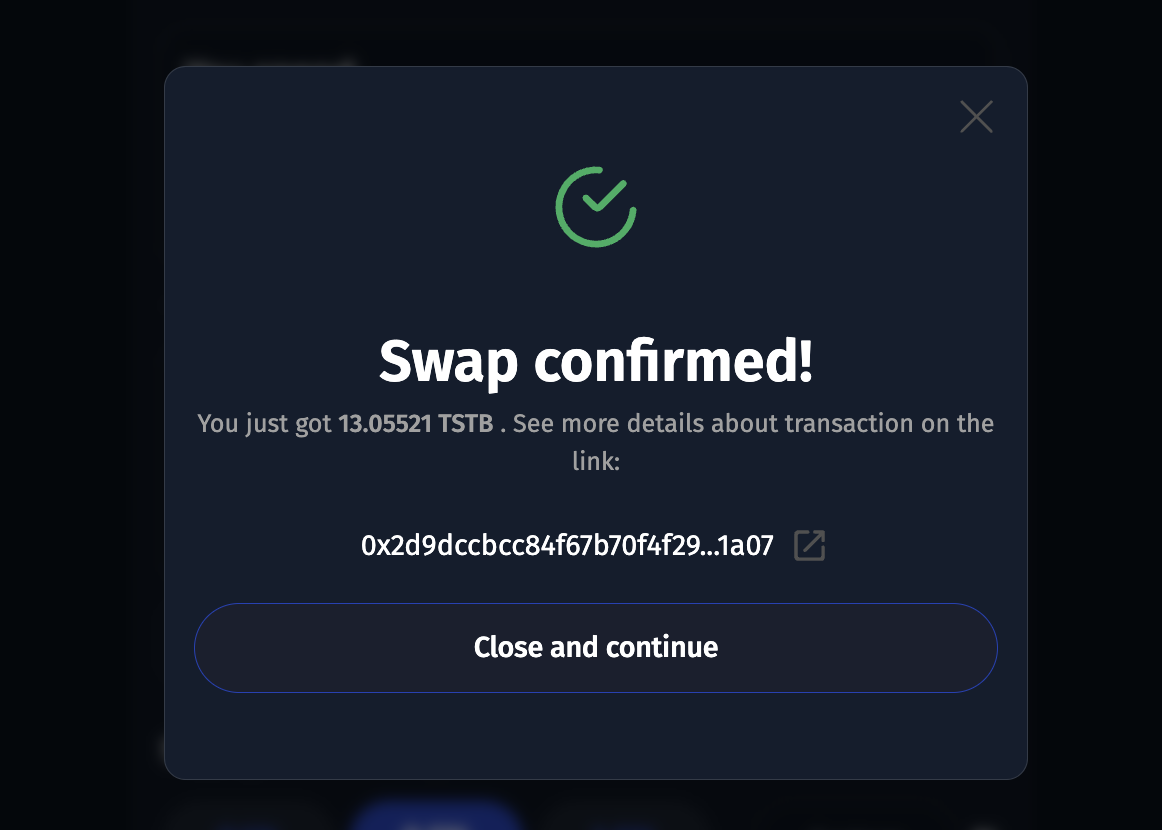 Swap confirmed!
You just got 13.05521 TSTB . See more details about transaction on the
link:
0x2d9dccbcc84f67b70f4f29...1a07
Close and continue